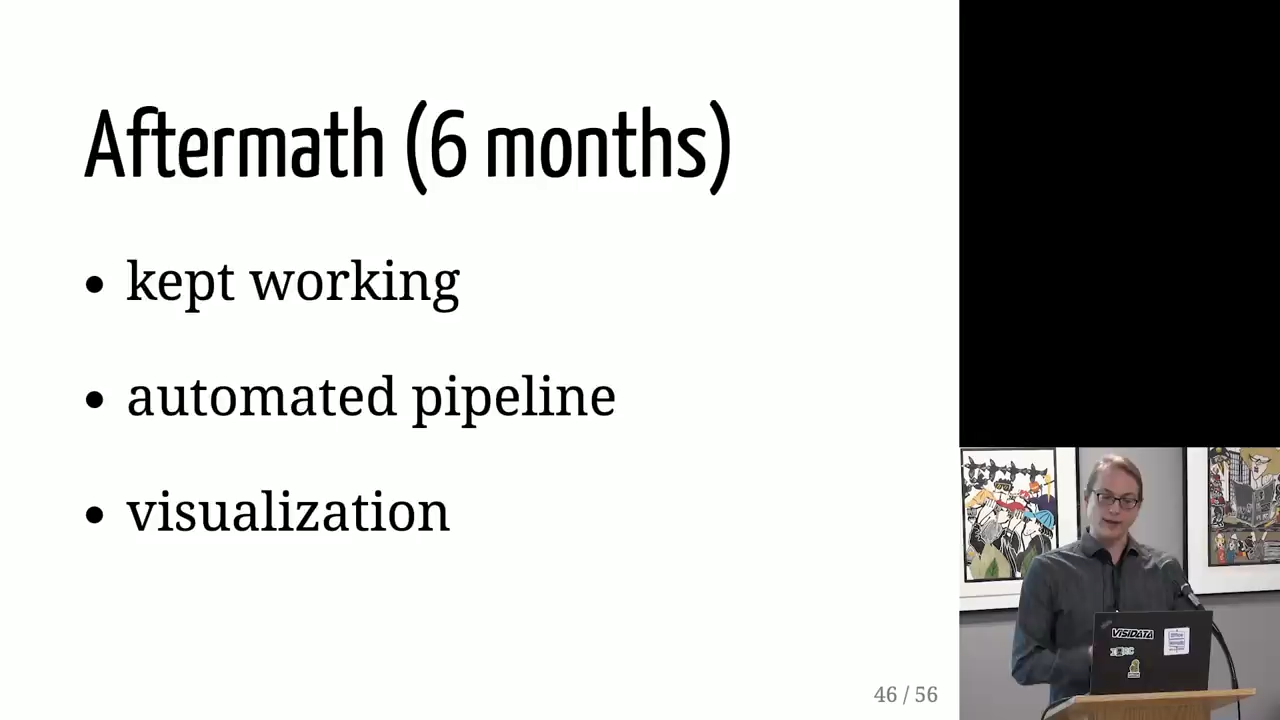 Aftermath (6 months)
• kept working
• automated pipeline
• visualization
46 / 56
VISIDATA